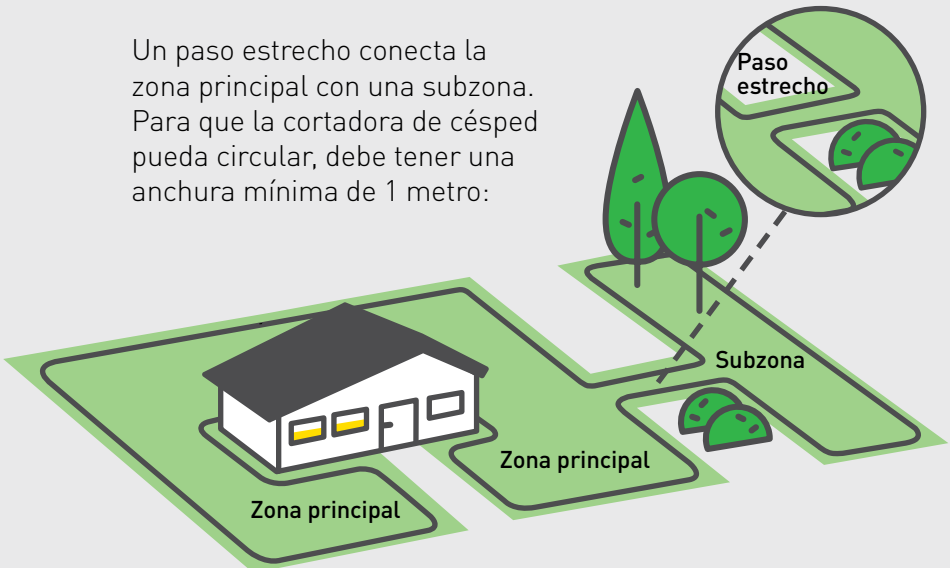 Un paso estrecho conecta la
zona principal con una subzona.
Para que la cortadora de césped
pueda circular, debe tener una
anchura mínima de 1 metro:
Paso
estrecho
Subzona
Zona principal
Zona principal